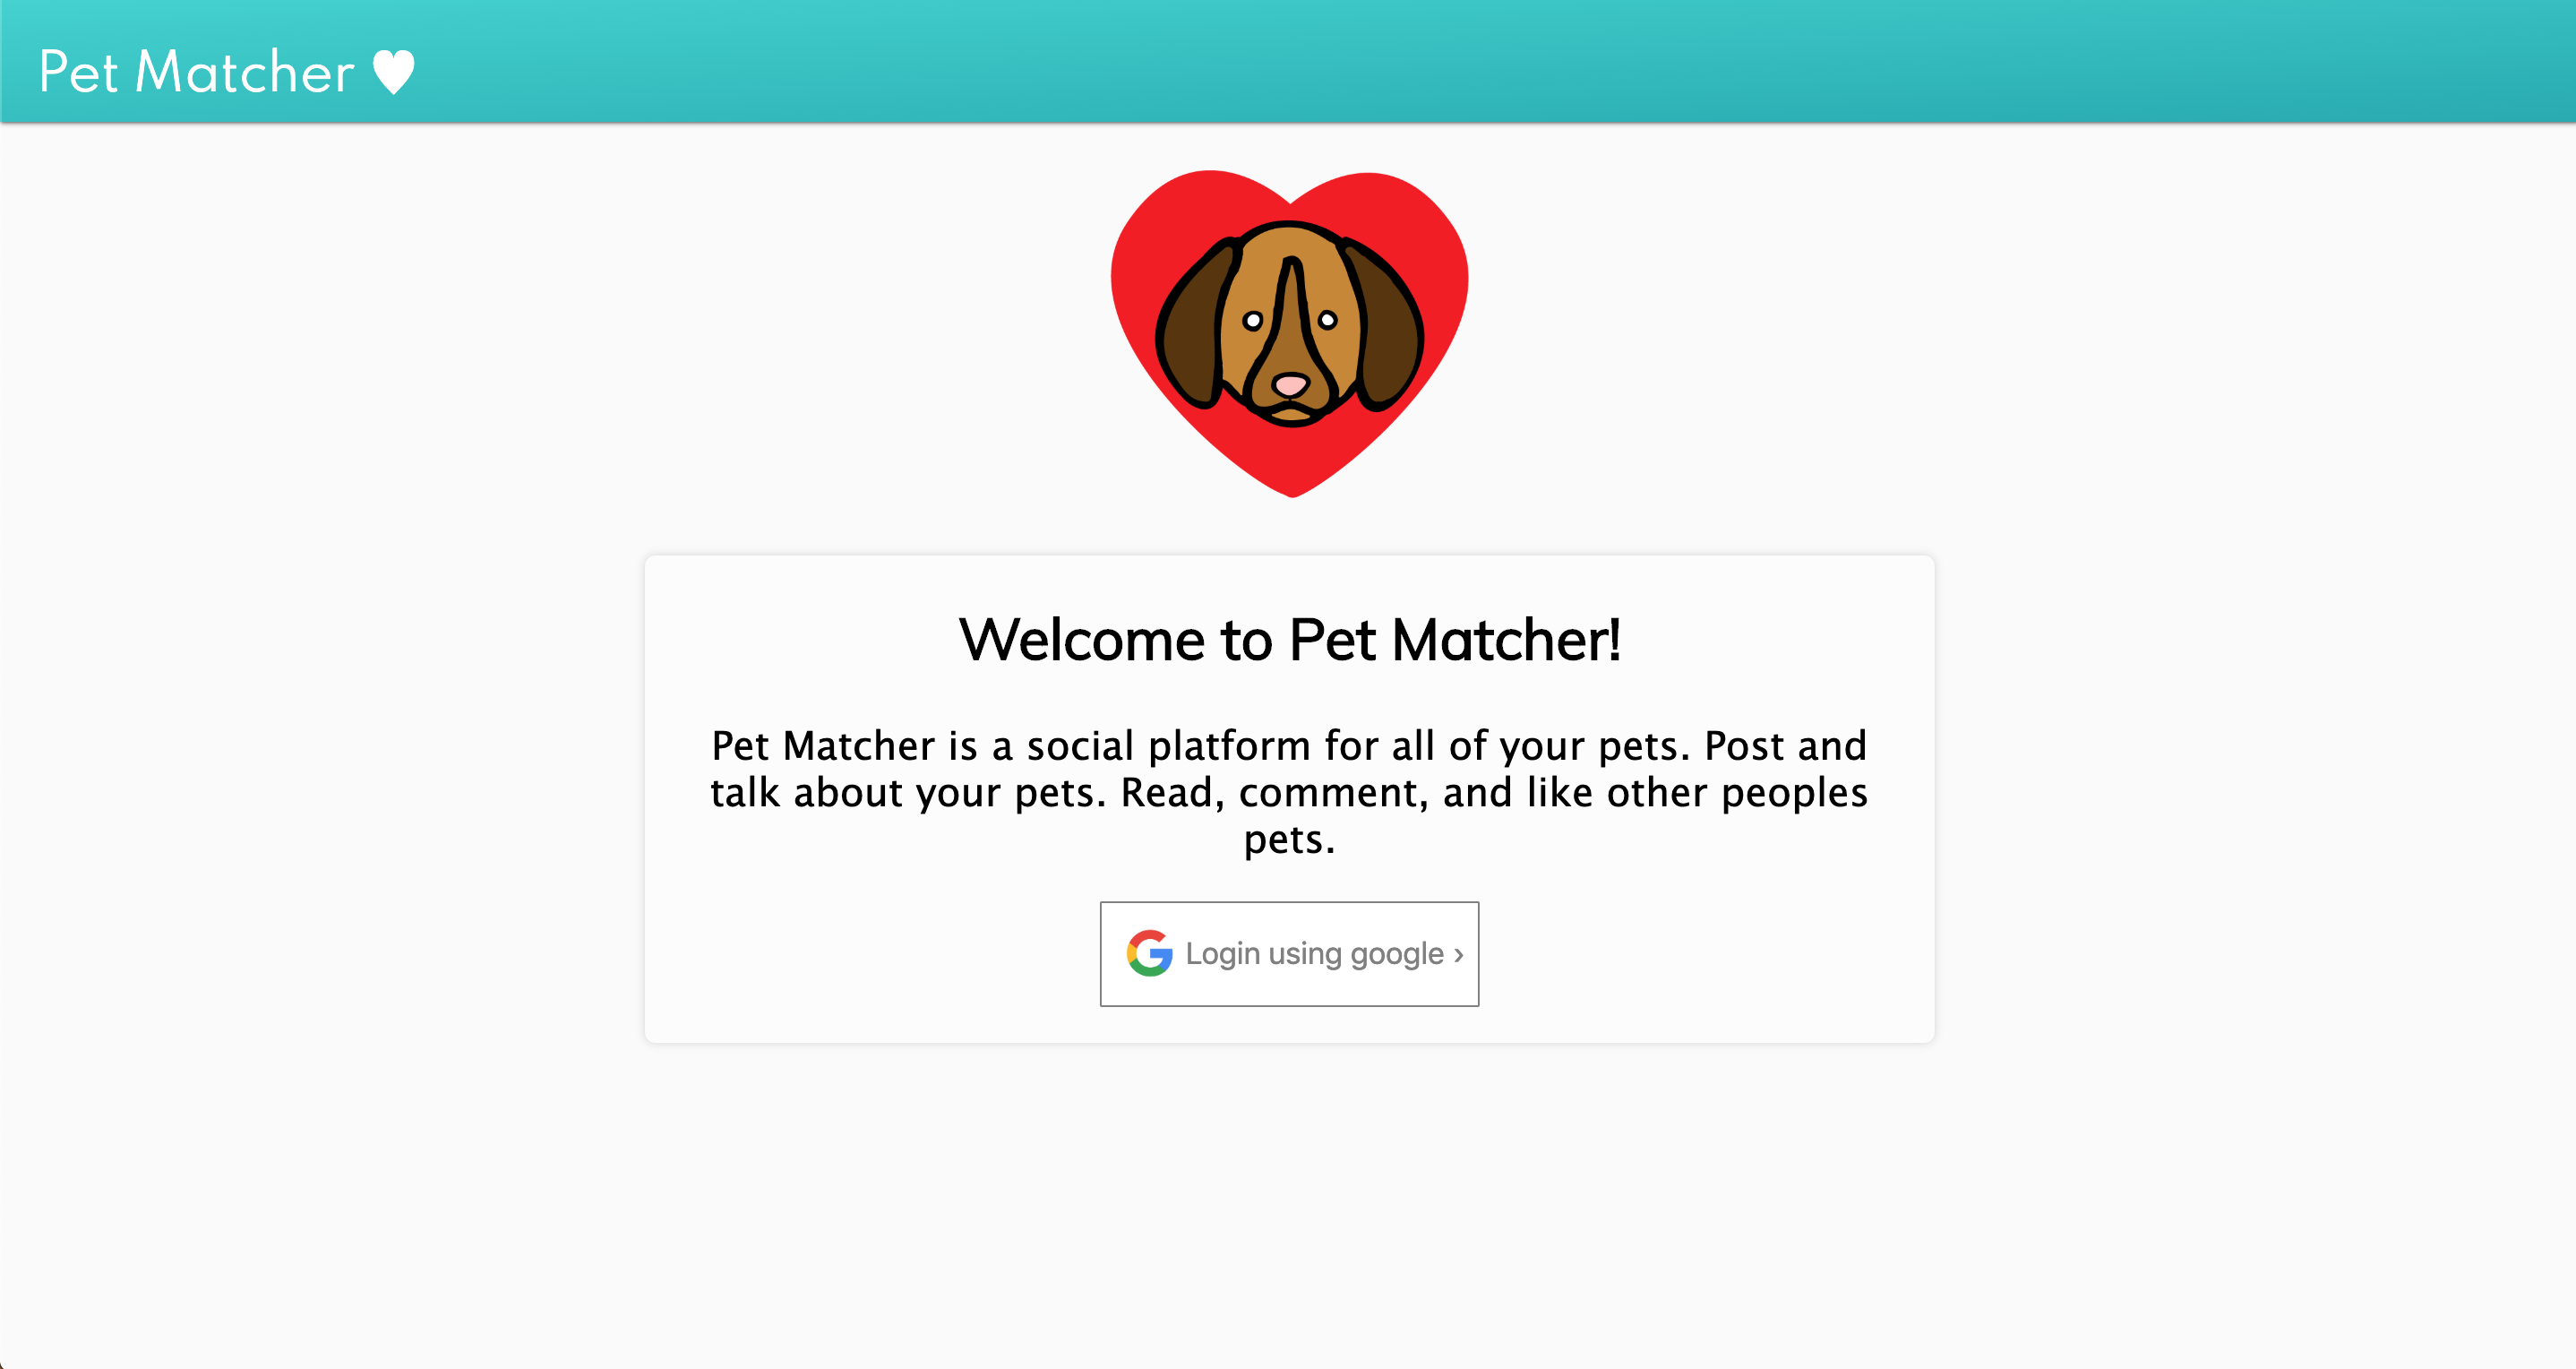 Pet Matcher ♥
Welcome to Pet Matcher!
Pet Matcher is a social platform for all of your pets. Post and
talk about your pets. Read, comment, and like other peoples
pets.
Login using google ›